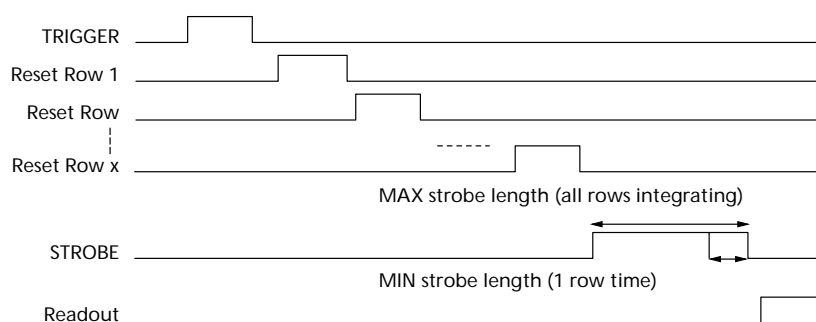 TRIGGER
Reset Row 1
Reset Row
Reset Row x
MAX strobe length (all rows integrating)
STROBE
MIN strobe length (1 row time)
Readout